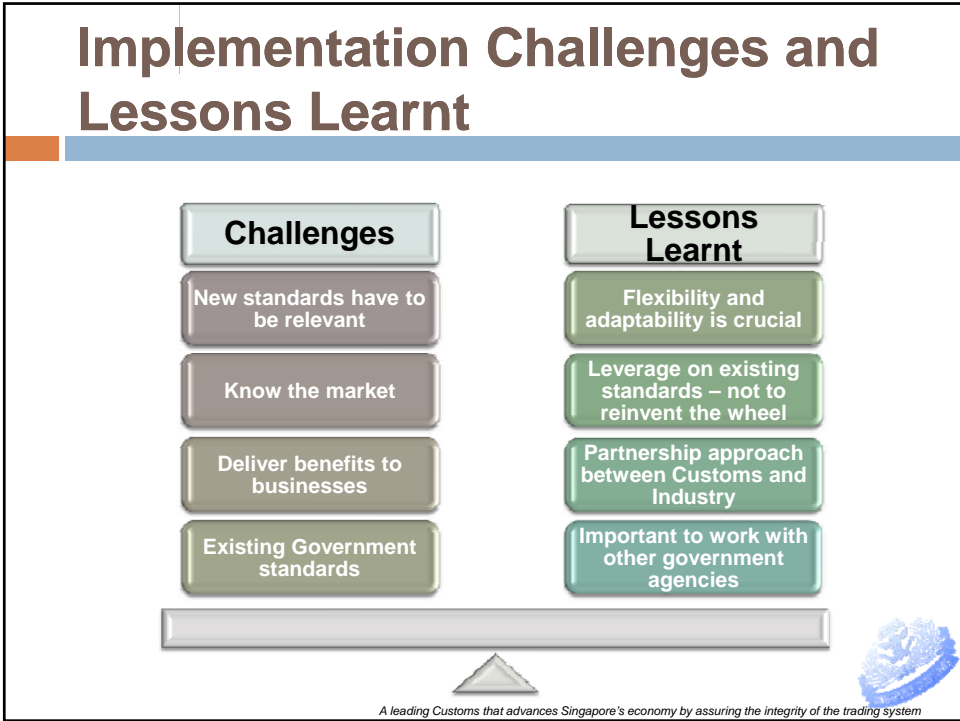 Implementation Challenges and
Lessons Learnt
Challenges
New standards have to
be relevant
Know the market
Deliver benefits to
businesses
Existing Government
standards
Lessons
Learnt
Flexibility and
adaptability is crucial
Leverage on existing
standards – not to
reinvent the wheel
Partnership approach
between Customs and
Industry
Important to work with
other government
agencies
A leading Customs that advances Singapore's economy by assuring the integrity of the trading system